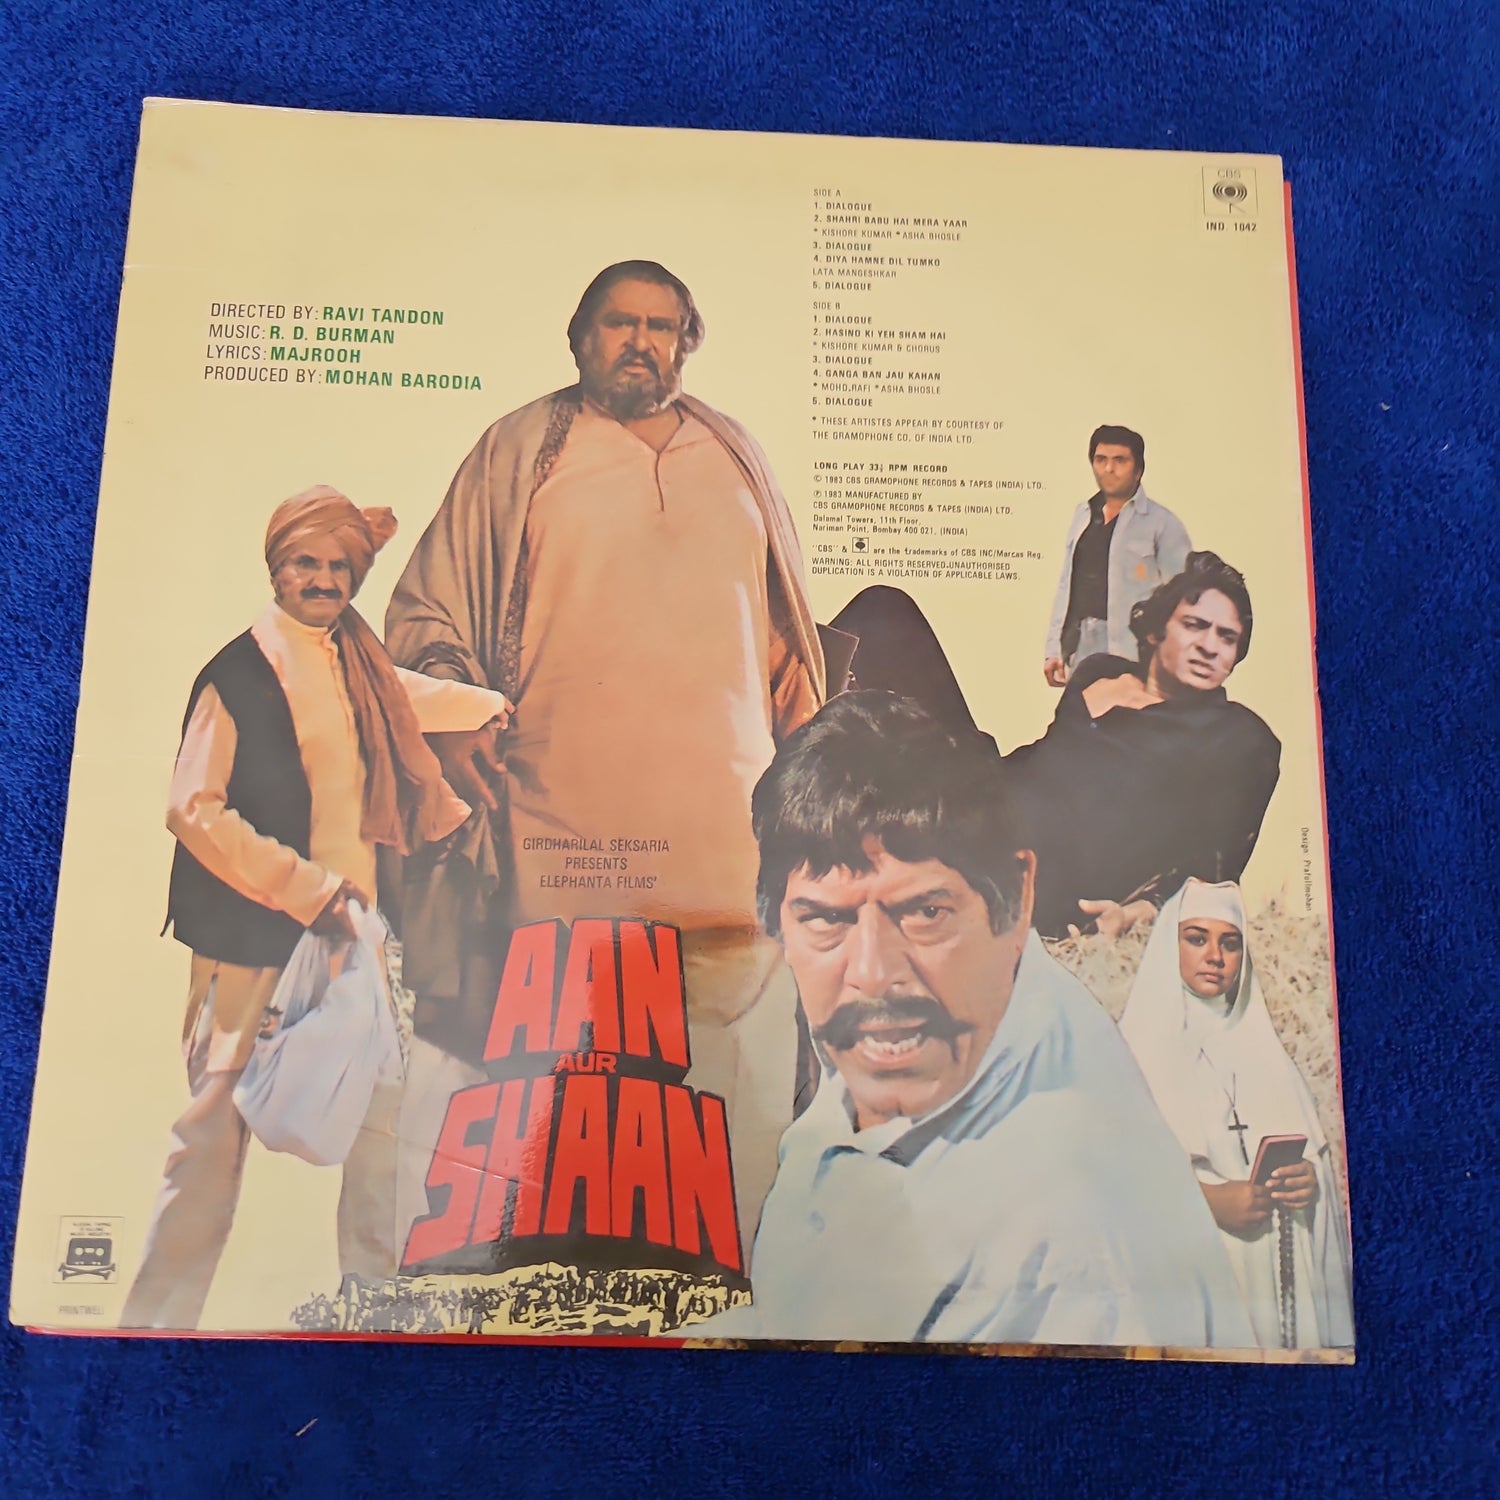 DIRECTED BY: RAVI TANDON
MUSIC: R. D. BURMAN
LYRICS: MAJROOH
PRODUCED BY: MOHAN BARODIA
SIDE A
1. DIALOGUE
2. SHAHRI BABU HAI MERA YAAR
* KISHORE KUMAR * ASHA BHOSLE
3. DIALOGUE
4. DIYA HAMNE DIL TUMKO
LATA MANGESHKAR
5. DIALOGUE
SIDE B
1. DIALOGUE
2. HASINO KI YEH SHAM HAI
* KISHORE KUMAR & CHORUS
3. DIALOGUE
4. GANGA BAN JAU KAHAN
* MOHD.RAFI * ASHA BHOSLE
5. DIALOGUE
* THESE ARTISTES APPEAR BY COURTESY OF
THE GRAMOPHONE CO. OF INDIA LTD.
LONG PLAY 33⅓ RPM RECORD
© 1983 CBS GRAMOPHONE RECORDS & TAPES (INDIA) LTD.,
℗ 1983 MANUFACTURED BY
CBS GRAMOPHONE RECORDS & TAPES (INDIA) LTD.
Dalamal Towers, 11th Floor,
Nariman Point, Bombay 400 021. (INDIA)
"CBS" & are the trademarks of CBS INC/Marcas Reg.
WARNING: ALL RIGHTS RESERVED-UNAUTHORISED
DUPLICATION IS A VIOLATION OF APPLICABLE LAWS.
CBS
IND. 1042
GIRDHARILAL SEKSARIA
PRESENTS
ELEPHANTA FILMS'
AAN
AUR
SHAAN
Design: Prafullmohan
PRINTWELL